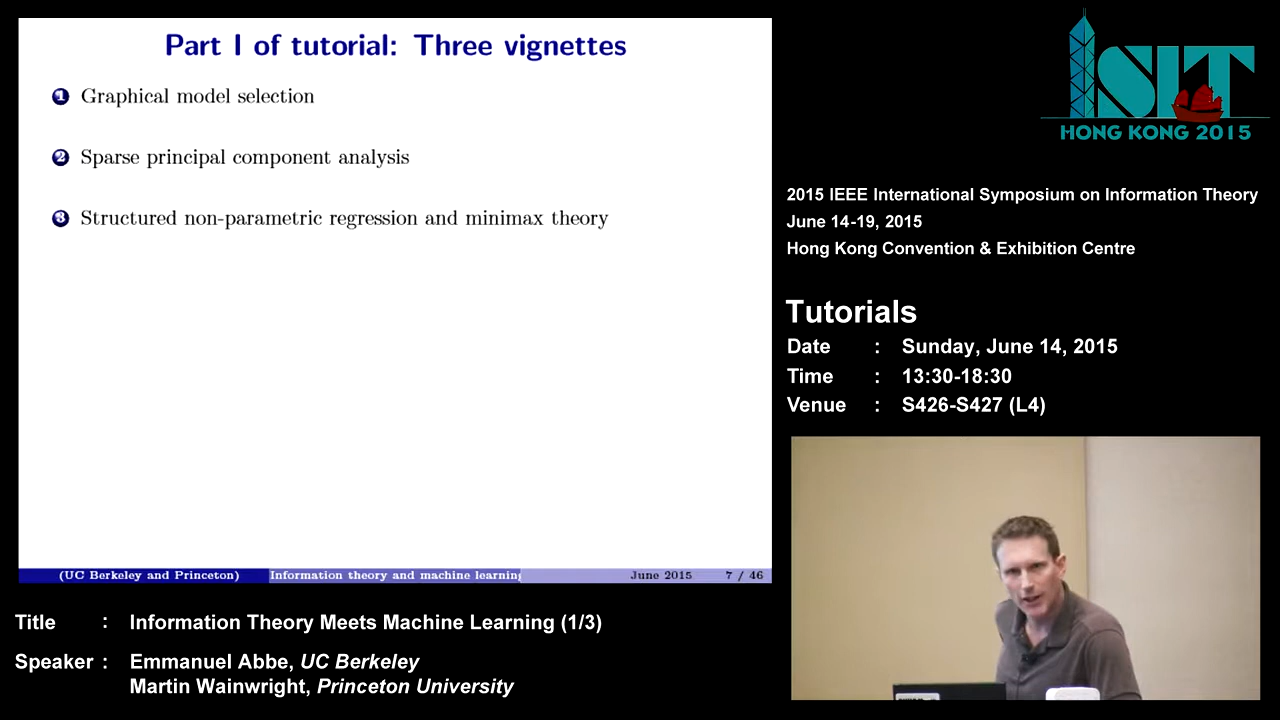 Part I of tutorial: Three vignettes
1 Graphical model selection
2 Sparse principal component analysis
3 Structured non-parametric regression and minimax theory
(UC Berkeley and Princeton) Information theory and machine learning June 2015 7 / 46
ISIT
HONG KONG 2015
2015 IEEE International Symposium on Information Theory
June 14-19, 2015
Hong Kong Convention & Exhibition Centre
Tutorials
Date : Sunday, June 14, 2015
Time : 13:30-18:30
Venue : S426-S427 (L4)
Title : Information Theory Meets Machine Learning (1/3)
Speaker : Emmanuel Abbe, UC Berkeley
Martin Wainwright, Princeton University